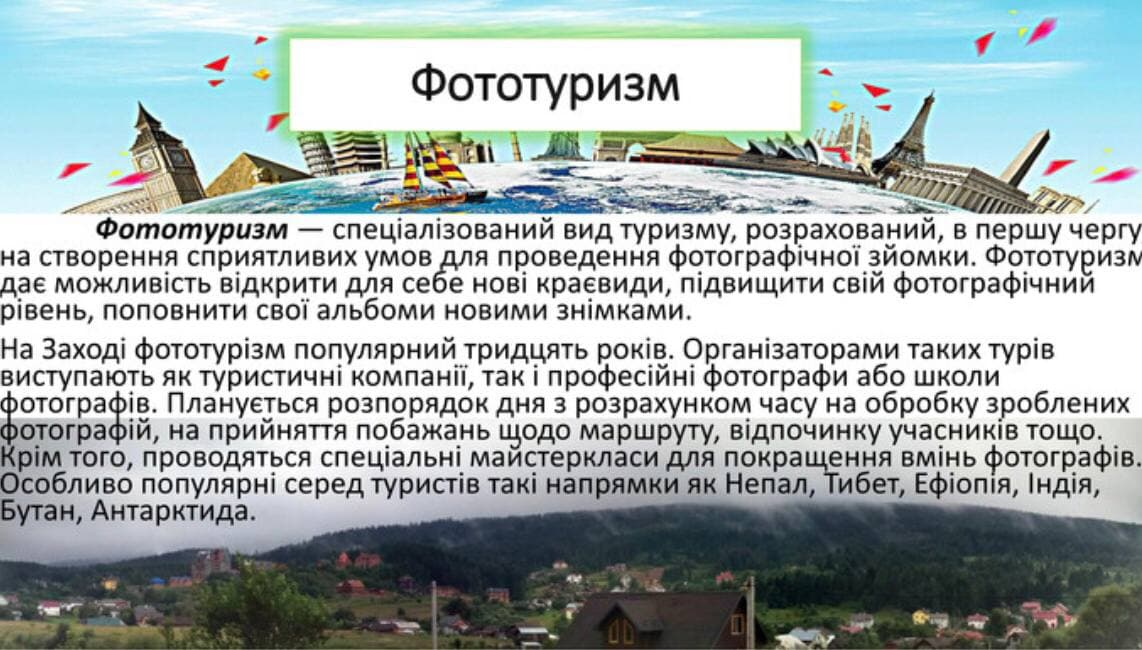 Фототуризм
Фототуризм — спеціалізований вид туризму, розрахований, в першу чергу
на створення сприятливих умов для проведення фотографічної зйомки. Фототуризм
дає можливість відкрити для себе нові краєвиди, підвищити свій фотографічний
рівень, поповнити свої альбоми новими знімками.
На Заході фототурізм популярний тридцять років. Організаторами таких турів
виступають як туристичні компанії, так і професійні фотографи або школи
фотографів. Планується розпорядок дня з розрахунком часу на обробку зроблених
фотографій, на прийняття побажань щодо маршруту, відпочинку учасників тощо.
Крім того, проводяться спеціальні майстеркласи для покращення вмінь фотографів.
Особливо популярні серед туристів такі напрямки як Непал, Тибет, Ефіопія, Індія,
Бутан, Антарктида.